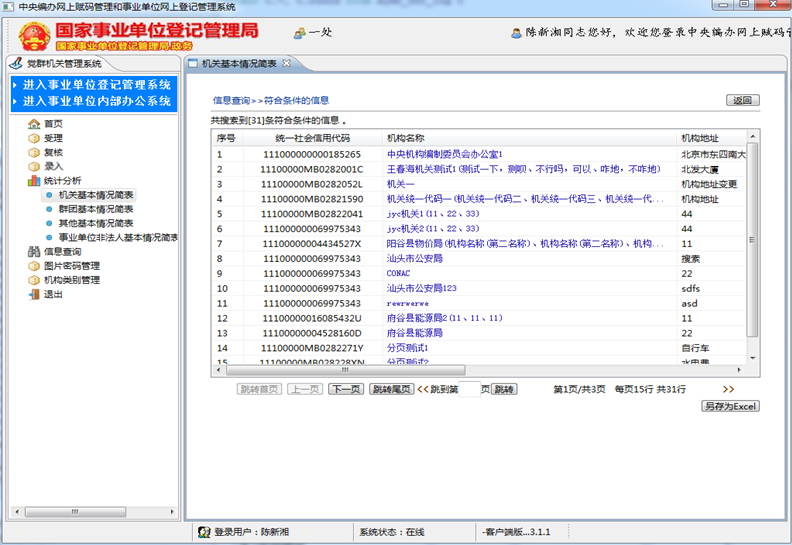 中央编办网上赋码管理和事业单位网上登记管理系统
国家事业单位登记管理局
国家事业单位登记管理局.政务
一处
陈新湘同志您好，欢迎您登录中央编办网上赋码管
党群机关管理系统
机关基本情况简表
进入事业单位登记管理系统
进入事业单位内部办公系统
首页
受理
复核
录入
统计分析
机关基本情况简表
群团基本情况简表
其他基本情况简表
事业单位非法人基本情况简表
信息查询
图片密码管理
机构类别管理
退出
信息查询>>符合条件的信息
返回
共搜索到[31]条符合条件的信息 。
序号 统一社会信用代码 机构名称 机构地址
1 111000000000185265 中央机构编制委员会办公室1 北京市东四南大
2 11100000MB0282001C 王春海机关测试1(测试一下，测呗、不行吗，可以、咋地，不咋地) 北发大厦
3 11100000MB0282052L 机关一 机构地址变更
4 11100000MB02821590 机关统一代码一(机关统一代码二、机关统一代码三、机关统一代... 机构地址
5 11100000MB02822041 jyc机关1(11、22、33) 44
6 111000000069975343 jyc机关2(11、22、33) 44
7 11100000004434527X 阳谷县物价局(机构名称(第二名称)、机构名称(第二名称)、机构... 11
8 111000000069975343 汕头市公安局 搜索
9 111000000069975343 CONAC 22
10 111000000069975343 汕头市公安局123 sdfs
11 111000000069975343 rewrwerwe asd
12 11100000016085432U 府谷县能源局2(11、11、11) 11
13 11100000004528160D 府谷县能源局 22
14 11100000MB0282271Y 分页测试1 自行车
15 11100000MB028228XN 分页测试2 水电费
跳转首页 上一页 下一页 跳转尾页 << 跳到第 页 跳转 第1页/共3页 每页15行 共31行 >>
另存为Excel
登录用户：陈新湘
系统状态：在线
-客户端版...3.1.1